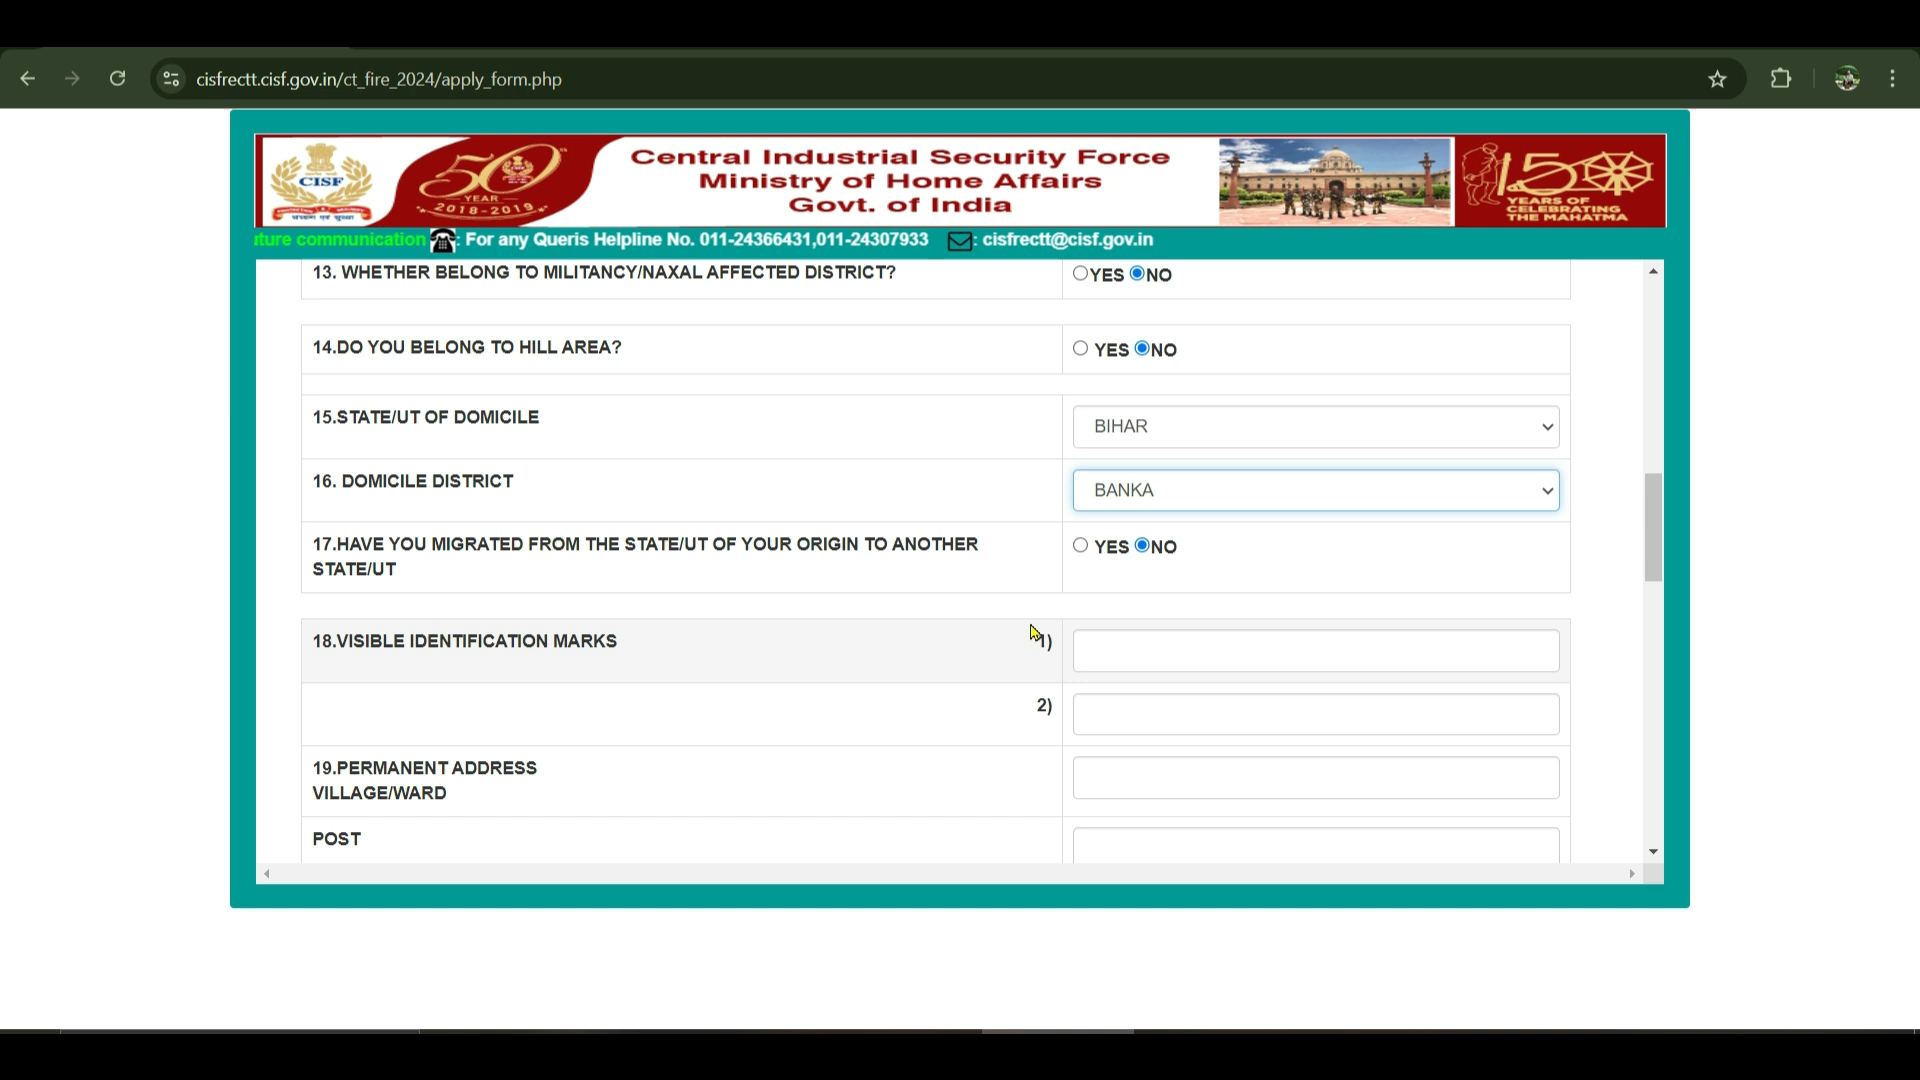 cisfrectt.cisf.gov.in/ct_fire_2024/apply_form.php
CISF
50
YEAR
2018-2019
Central Industrial Security Force
Ministry of Home Affairs
Govt. of India
150
YEARS OF
CELEBRATING
THE MAHATMA
ture communication : For any Queris Helpline No. 011-24366431,011-24307933 : cisfrectt@cisf.gov.in
13. WHETHER BELONG TO MILITANCY/NAXAL AFFECTED DISTRICT? YES NO
14.DO YOU BELONG TO HILL AREA? YES NO
15.STATE/UT OF DOMICILE BIHAR
16. DOMICILE DISTRICT BANKA
17.HAVE YOU MIGRATED FROM THE STATE/UT OF YOUR ORIGIN TO ANOTHER YES NO
STATE/UT
18.VISIBLE IDENTIFICATION MARKS 1)
2)
19.PERMANENT ADDRESS
VILLAGE/WARD
POST